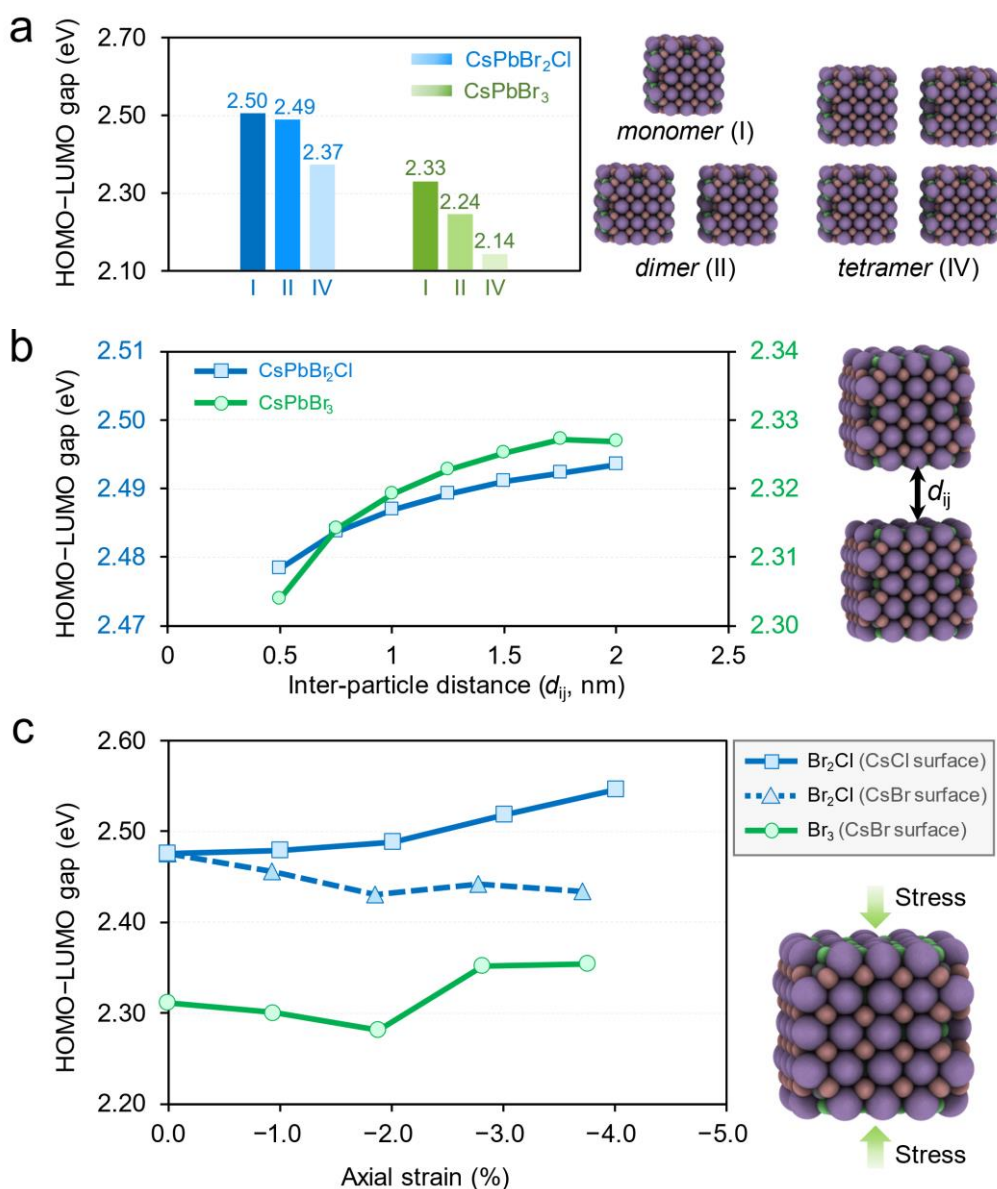 a
HOMO−LUMO gap (eV)
2.70
2.50
2.30
2.10
CsPbBr₂Cl
CsPbBr₃
2.50
2.49
2.37
2.33
2.24
2.14
I II IV
I II IV
monomer (I)
dimer (II)
tetramer (IV)
b
HOMO−LUMO gap (eV)
2.51
2.50
2.49
2.48
2.47
CsPbBr₂Cl
CsPbBr₃
2.34
2.33
2.32
2.31
2.30
0 0.5 1 1.5 2 2.5
Inter-particle distance (dᵢⱼ, nm)
dᵢⱼ
c
HOMO−LUMO gap (eV)
2.60
2.50
2.40
2.30
2.20
0.0 −1.0 −2.0 −3.0 −4.0 −5.0
Axial strain (%)
Br₂Cl (CsCl surface)
Br₂Cl (CsBr surface)
Br₃ (CsBr surface)
Stress
Stress